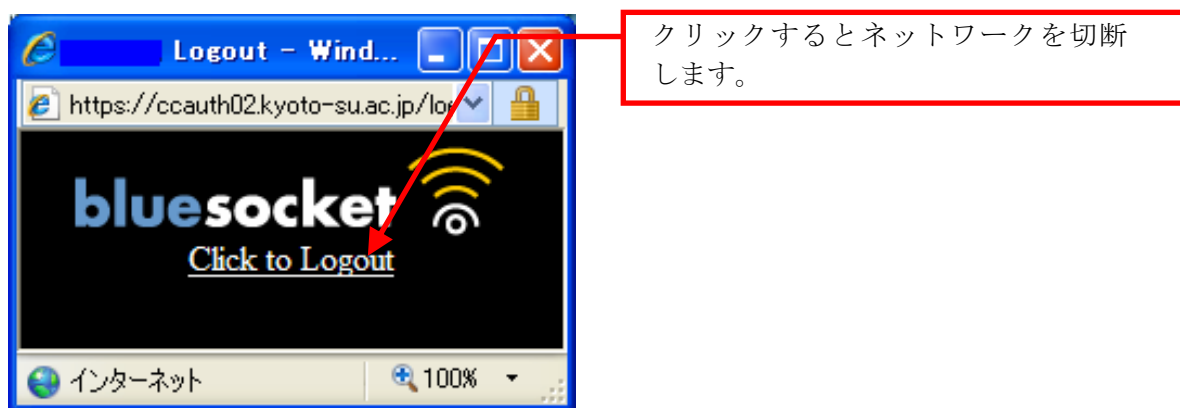 Logout - Wind...
クリックするとネットワークを切断
します。
https://ccauth02.kyoto-su.ac.jp/lo
bluesocket
Click to Logout
インターネット
100%